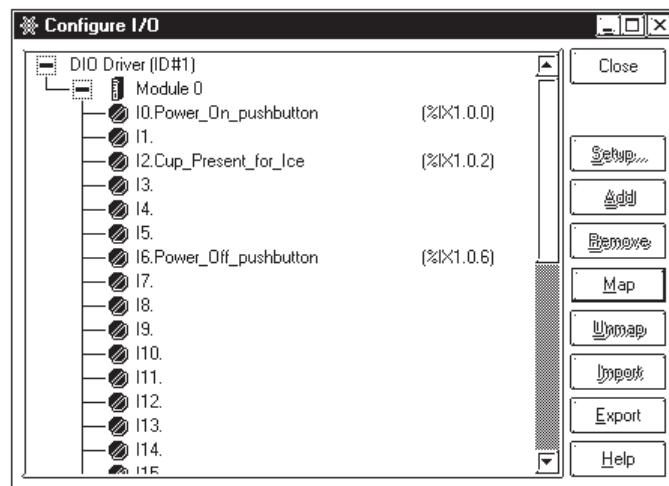 Configure I/O
DIO Driver (ID#1)
Module 0
I0.Power_On_pushbutton (%IX1.0.0)
I1.
I2.Cup_Present_for_Ice (%IX1.0.2)
I3.
I4.
I5.
I6.Power_Off_pushbutton (%IX1.0.6)
I7.
I8.
I9.
I10.
I11.
I12.
I13.
I14.
I15.
Close
Setup...
Add
Remove
Map
Unmap
Import
Export
Help